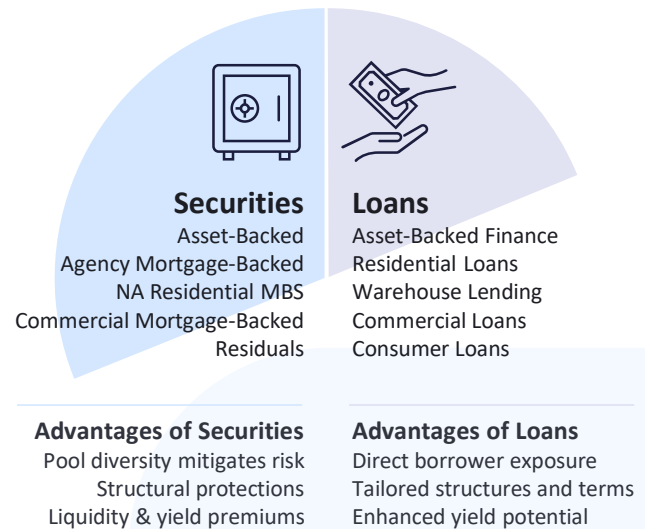 Securities
Asset-Backed
Agency Mortgage-Backed
NA Residential MBS
Commercial Mortgage-Backed
Residuals
Loans
Asset-Backed Finance
Residential Loans
Warehouse Lending
Commercial Loans
Consumer Loans
Advantages of Securities
Pool diversity mitigates risk
Structural protections
Liquidity & yield premiums
Advantages of Loans
Direct borrower exposure
Tailored structures and terms
Enhanced yield potential